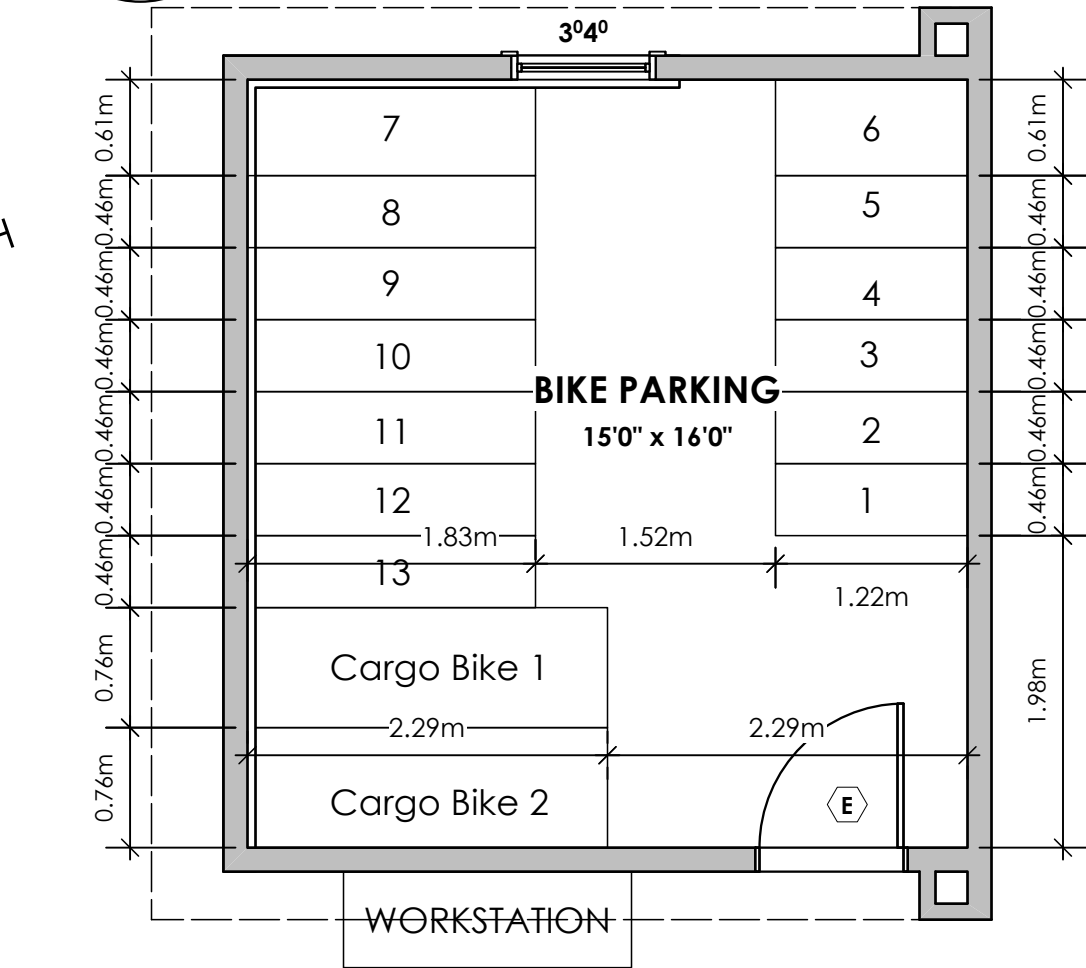 3⁰4⁰
7
6
0.61m
0.61m
8
5
0.46m
0.46m
9
4
0.46m
0.46m
10
3
0.46m
0.46m
BIKE PARKING
15'0" x 16'0"
11
2
0.46m
0.46m
12
1
0.46m
0.46m
1.83m
1.52m
1.22m
13
0.46m
Cargo Bike 1
0.76m
1.98m
2.29m
2.29m
Cargo Bike 2
0.76m
E
WORKSTATION